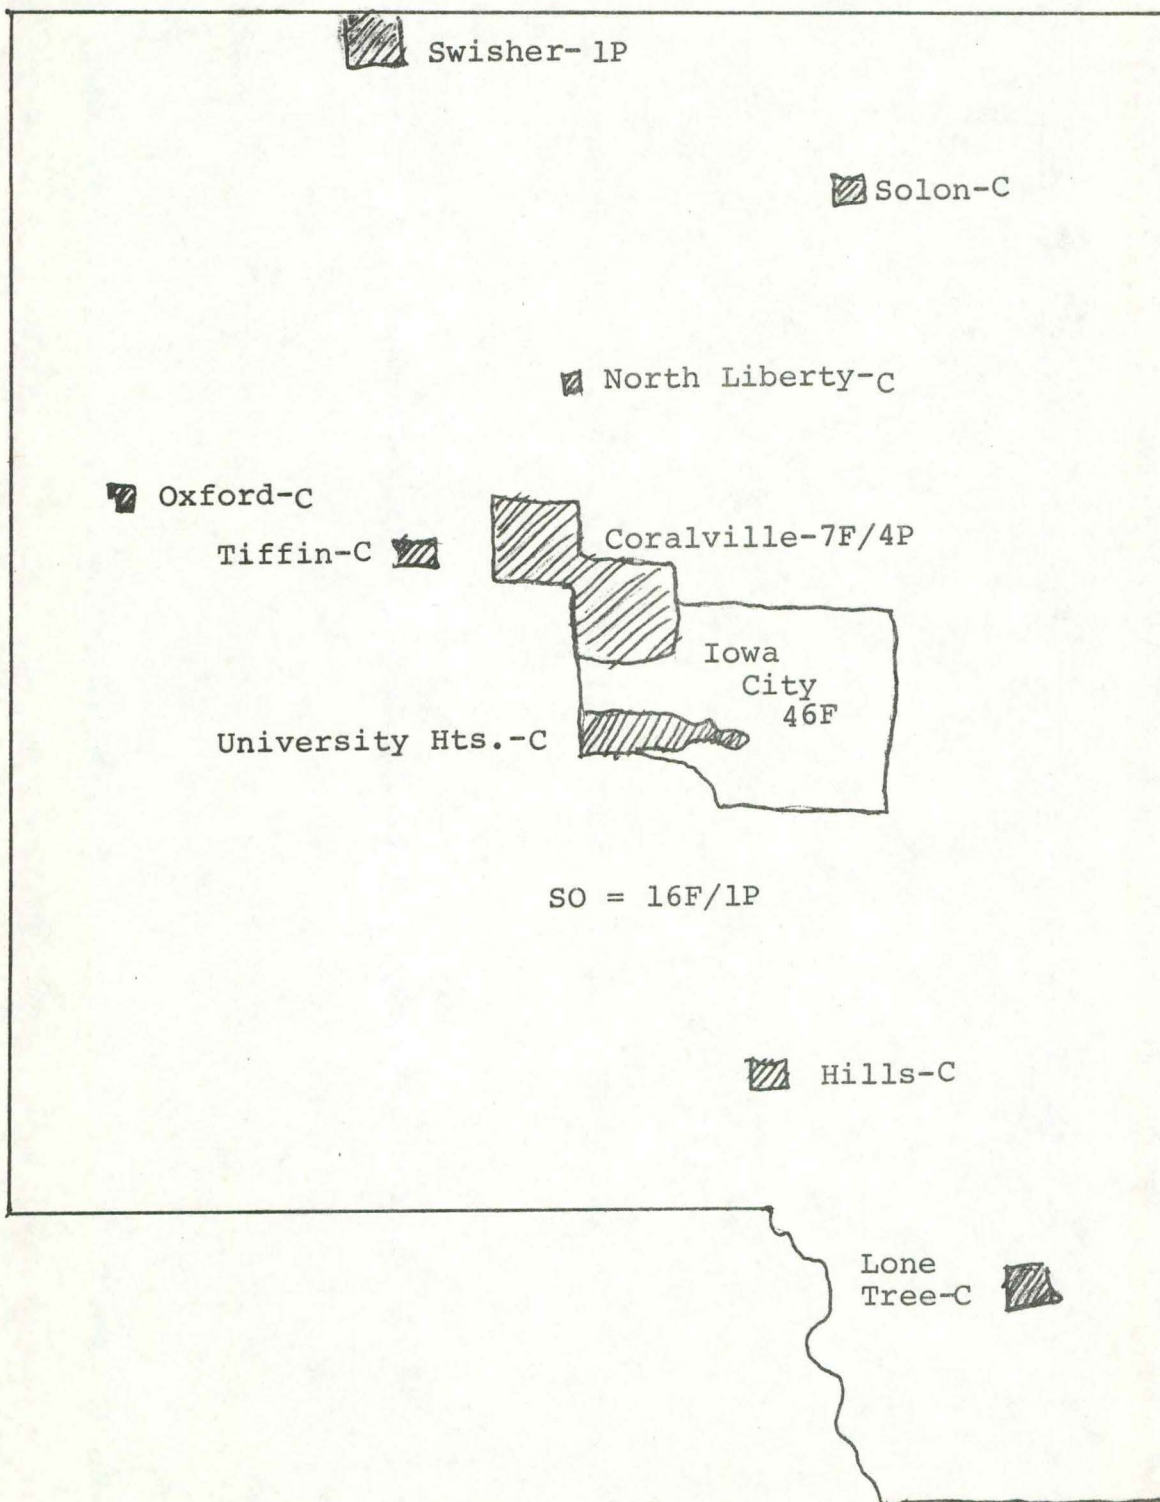 Swisher-1P
Solon-C
North Liberty-C
Oxford-C
Tiffin-C
Coralville-7F/4P
Iowa
City
46F
University Hts.-C
SO = 16F/1P
Hills-C
Lone
Tree-C